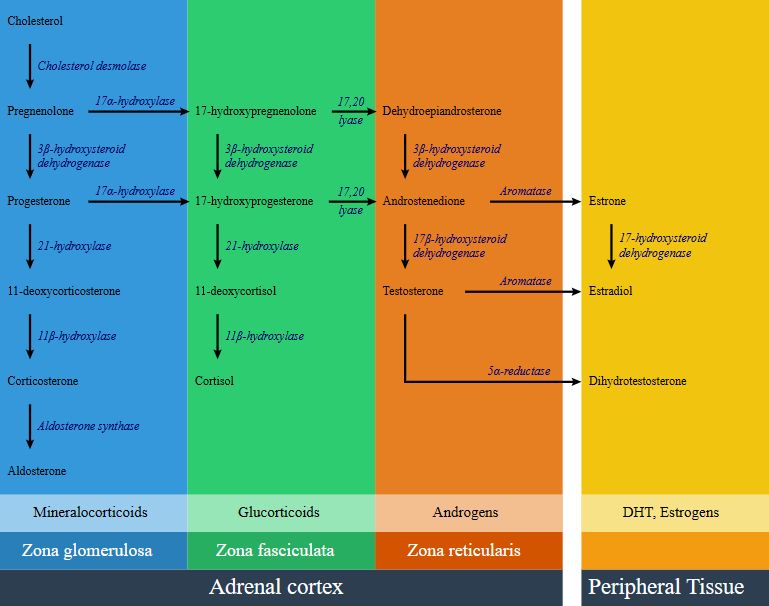 Cholesterol
Cholesterol desmolase
17α-hydroxylase
17,20
lyase
Pregnenolone
17-hydroxypregnenolone
Dehydroepiandrosterone
3β-hydroxysteroid
dehydrogenase
3β-hydroxysteroid
dehydrogenase
3β-hydroxysteroid
dehydrogenase
17α-hydroxylase
17,20
lyase
Aromatase
Progesterone
17-hydroxyprogesterone
Androstenedione
Estrone
21-hydroxylase
21-hydroxylase
17β-hydroxysteroid
dehydrogenase
17-hydroxysteroid
dehydrogenase
Aromatase
11-deoxycorticosterone
11-deoxycortisol
Testosterone
Estradiol
11β-hydroxylase
11β-hydroxylase
5α-reductase
Corticosterone
Cortisol
Dihydrotestosterone
Aldosterone synthase
Aldosterone
Mineralocorticoids
Glucorticoids
Androgens
DHT, Estrogens
Zona glomerulosa
Zona fasciculata
Zona reticularis
Adrenal cortex
Peripheral Tissue